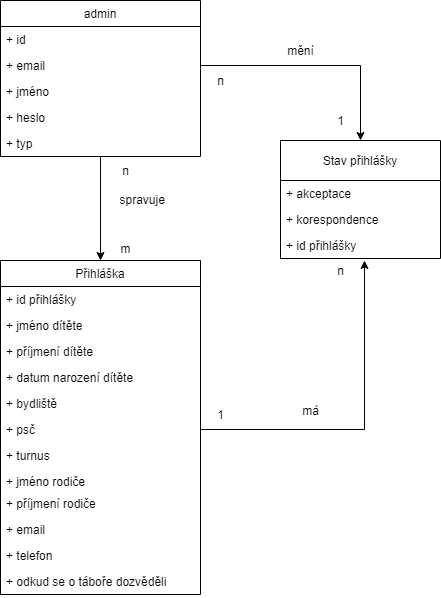 admin
+ id
+ email
+ jméno
+ heslo
+ typ
mění
n
1
Stav přihlášky
+ akceptace
+ korespondence
+ id přihlášky
n
n
spravuje
m
Přihláška
+ id přihlášky
+ jméno dítěte
+ příjmení dítěte
+ datum narození dítěte
+ bydliště
+ psč
+ turnus
+ jméno rodiče
+ příjmení rodiče
+ email
+ telefon
+ odkud se o táboře dozvěděli
1
má